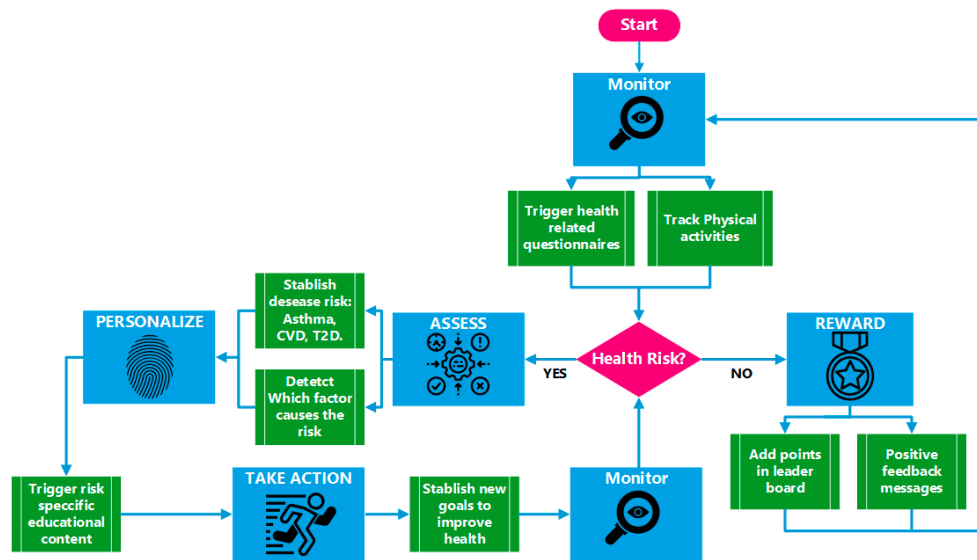 Start
Monitor
Trigger health
related
questionnaires
Track Physical
activities
Health Risk?
YES
NO
ASSESS
Stablish
desease risk:
Asthma,
CVD, T2D.
Detetct
Which factor
causes the
risk
PERSONALIZE
Trigger risk
speccific
educational
content
TAKE ACTION
Stablish new
goals to
improve
health
Monitor
REWARD
Add points
in leader
board
Positive
feedback
messages